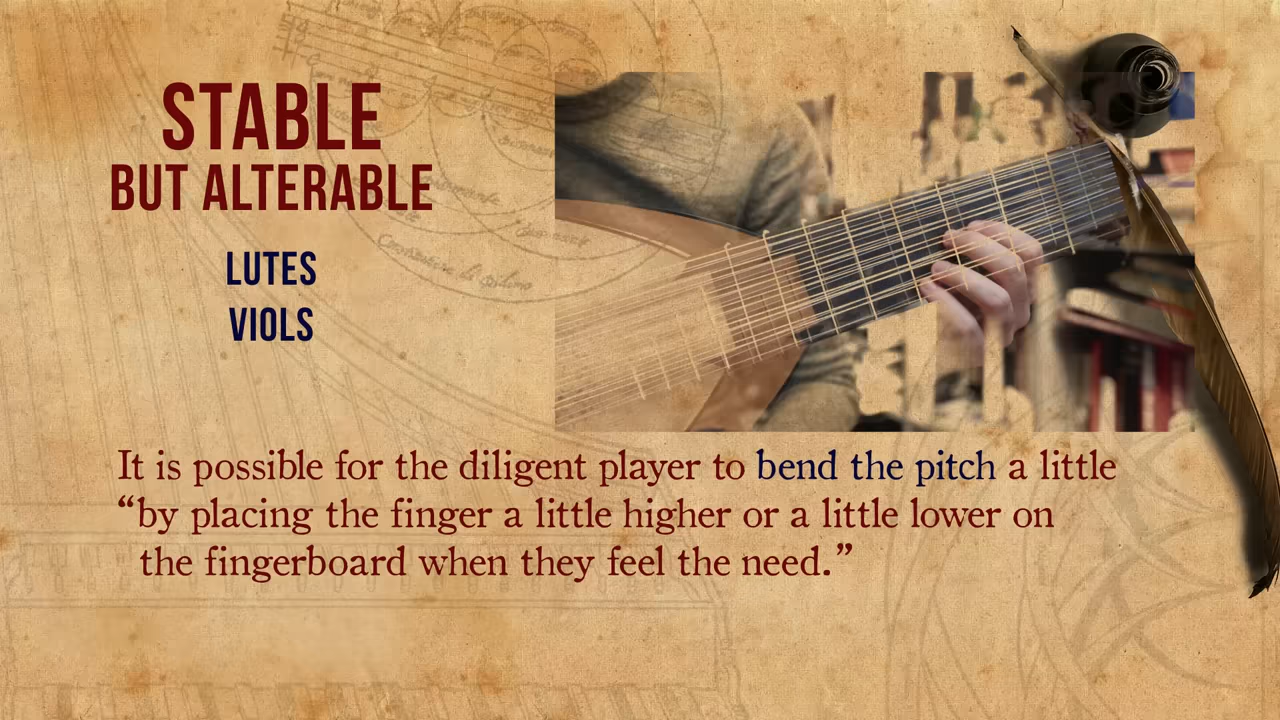 STABLE
BUT ALTERABLE
LUTES
VIOLS
It is possible for the diligent player to bend the pitch a little
“by placing the finger a little higher or a little lower on
the fingerboard when they feel the need.”